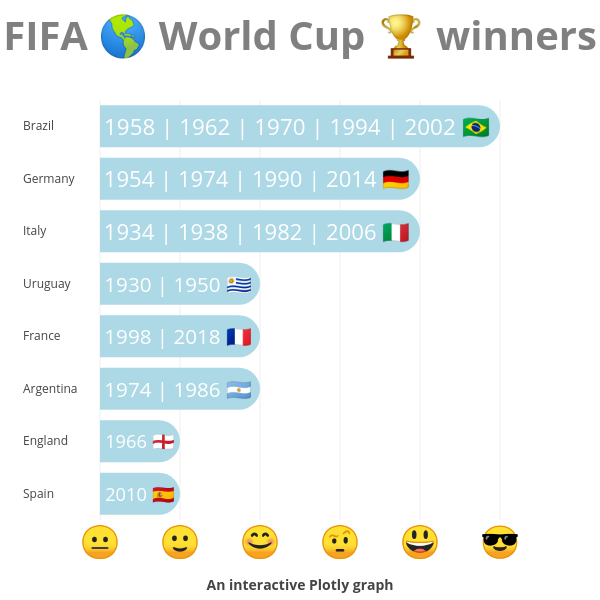 FIFA 🌎 World Cup 🏆 winners
Brazil 1958 | 1962 | 1970 | 1994 | 2002 🇧🇷
Germany 1954 | 1974 | 1990 | 2014 🇩🇪
Italy 1934 | 1938 | 1982 | 2006 🇮🇹
Uruguay 1930 | 1950 🇺🇾
France 1998 | 2018 🇫🇷
Argentina 1974 | 1986 🇦🇷
England 1966 🏴󠁧󠁢󠁥󠁮󠁧󠁿
Spain 2010 🇪🇸
😐 🙂 😊 🤨 😃 😎
An interactive Plotly graph